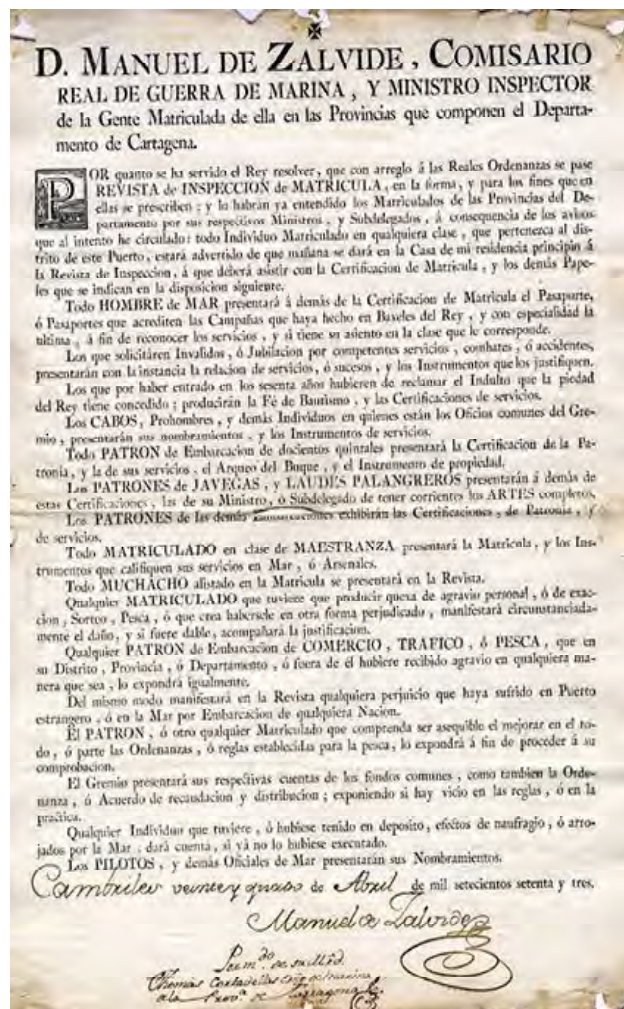 D. MANUEL DE ZALVIDE, COMISARIO
REAL DE GUERRA DE MARINA, Y MINISTRO INSPECTOR
de la Gente Matriculada de ella en las Provincias que componen el Departa-
mento de Cartagena.
POR quanto se ha servido el Rey resolver, que con arreglo á las Reales Ordenanzas se pase
REVISTA de INSPECCION de MATRICULA, en la forma, y para los fines que en
ellas se prescriben; y lo habrán ya entendido los Matriculados de las Provincias del De-
partamento por sus respectivos Ministros, y Subdelegados, á consequencia de los avisos
que al intento he circulado: todo Individuo Matriculado en qualquiera clase, que pertenezca al dis-
trito de este Puerto, estará advertido de que mañana se dará en la Casa de mi residencia principio á
la Revista de Inspeccion, á que deberá asistir con la Certificacion de Matricula, y los demás Pape-
les que se indican en la disposicion siguiente.
Todo HOMBRE de MAR presentará á demás de la Certificacion de Matricula el Pasaporte,
ó Pasaportes que acrediten las Campañas que haya hecho en Baxeles del Rey, y con especialidad la
ultima, á fin de reconocer los servicios, y si tiene su asiento en la clase que le corresponde.
Los que solicitáren Invalidos, ó Jubilacion por competentes servicios, combates, ó accidentes,
presentarán con la instancia la relacion de servicios, ó sucesos, y los Instrumentos que los justifiquen.
Los que por haber entrado en los sesenta años hubieren de reclamar el Indulto que la piedad
del Rey tiene concedido; producirán la Fé de Bautismo, y las Certificaciones de servicios.
Los CABOS, Prohombres, y demás Individuos en quienes están los Oficios comunes del Gre-
mio, presentarán sus nombramientos, y los Instrumentos de servicios.
Todo PATRON de Embarcacion de docientos quintales presentará la Certificacion de la Pa-
tronia, y la de sus servicios, el Arqueo del Buque, y el Instrumento de propiedad.
Los PATRONES de JAVEGAS, y LAUDES PALANGREROS presentarán á demás de
estas Certificaciones, las de su Ministro, ó Subdelegado de tener corrientes los ARTES completos.
Los PATRONES de las demás exhibirán las Certificaciones, de Patronia, y
de servicios.
Todo MATRICULADO en clase de MAESTRANZA presentará la Matricula, y los Ins-
trumentos que califiquen sus servicios en Mar, ó Arsenales.
Todo MUCHACHO alistado en la Matricula se presentará en la Revista.
Qualquier MATRICULADO que tuviere que producir quexa de agravio personal, ó de exac-
cion, Sorteo, Pesca, ó que crea habersele en otra forma perjudicado, manifestará circunstanciada-
mente el daño, y si fuere dable, acompañará la justificacion.
Qualquier PATRON de Embarcacion de COMERCIO, TRAFICO, ó PESCA, que en
su Distrito, Provincia, ó Departamento, ó fuera de él hubiere recibido agravio en qualquiera ma-
nera que sea, lo expondrá igualmente.
Del mismo modo manifestará en la Revista qualquiera perjuicio que haya sufrido en Puerto
estrangero, ó en la Mar por Embarcacion de qualquiera Nacion.
El PATRON, ó otro qualquier Matriculado que comprenda ser asequible el mejorar en el to-
do, ó parte las Ordenanzas, ó reglas establecidas para la pesca, lo expondrá á fin de proceder á su
comprobacion.
El Gremio presentará sus respectivas cuentas de los fondos comunes, como tambien la Orde-
nanza, ó Acuerdo de recaudacion y distribucion; exponiendo si hay vicio en las reglas, ó en la
practica.
Qualquier Individuo que tuviere, ó hubiese tenido en deposito, efectos de naufragio, ó arro-
jados por la Mar; dará cuenta, si yà no lo hubiese executado.
Los PILOTOS, y demás Oficiales de Mar presentarán sus Nombramientos.
Cambriles veinte y quatro de Abril de mil setecientos setenta y tres.
Manuel de Zalvide
Por m.do de su Md.
Thomás de marina
de la Prov.a de Tarragona